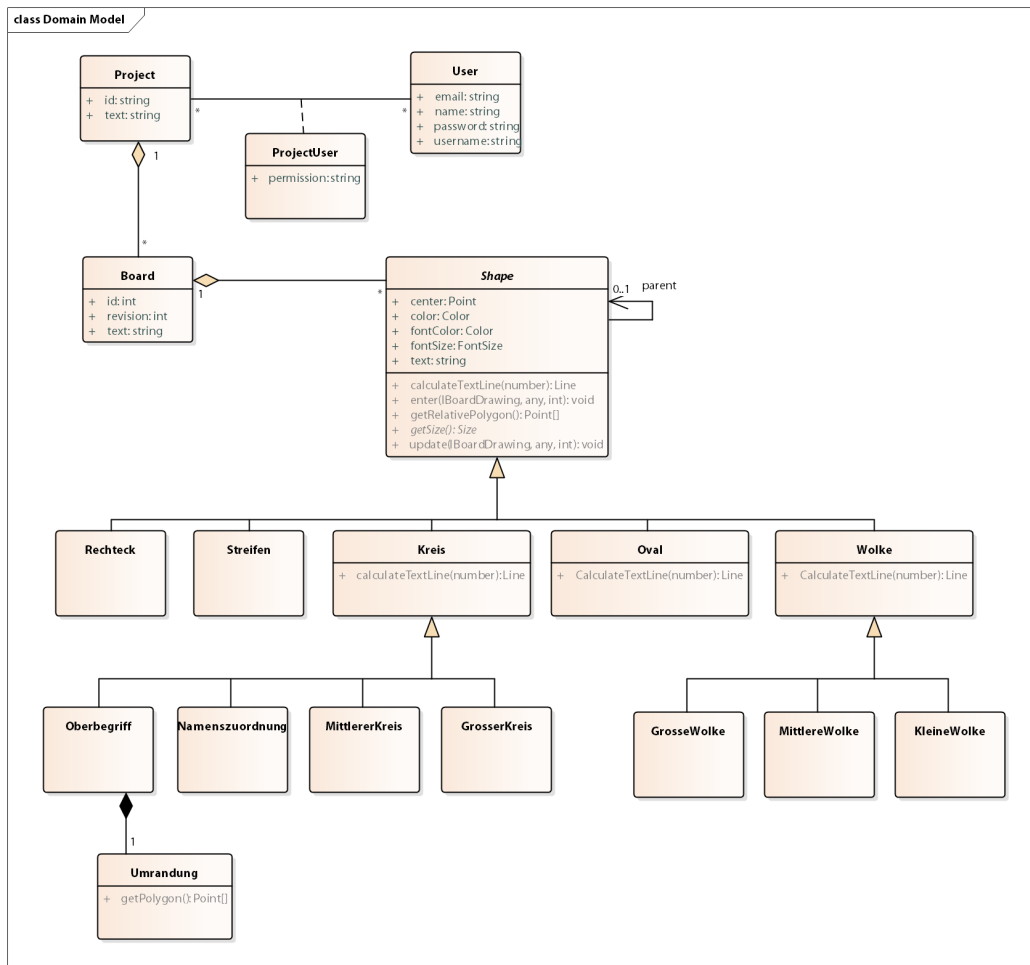 class Domain Model
Project
+ id: string
+ text: string
User
+ email: string
+ name: string
+ password: string
+ username: string
* *
ProjectUser
+ permission: string
1
*
Board
+ id: int
+ revision: int
+ text: string
1 *
Shape
+ center: Point
+ color: Color
+ fontColor: Color
+ fontSize: FontSize
+ text: string
+ calculateTextLine(number): Line
+ enter(IBoardDrawing, any, int): void
+ getRelativePolygon(): Point[]
+ getSize(): Size
+ update(IBoardDrawing, any, int): void
0..1 parent
Rechteck
Streifen
Kreis
+ calculateTextLine(number): Line
Oval
+ CalculateTextLine(number): Line
Wolke
+ CalculateTextLine(number): Line
Oberbegriff
Namenszuordnung
MittlererKreis
GrosserKreis
GrosseWolke
MittlereWolke
KleineWolke
1
Umrandung
+ getPolygon(): Point[]